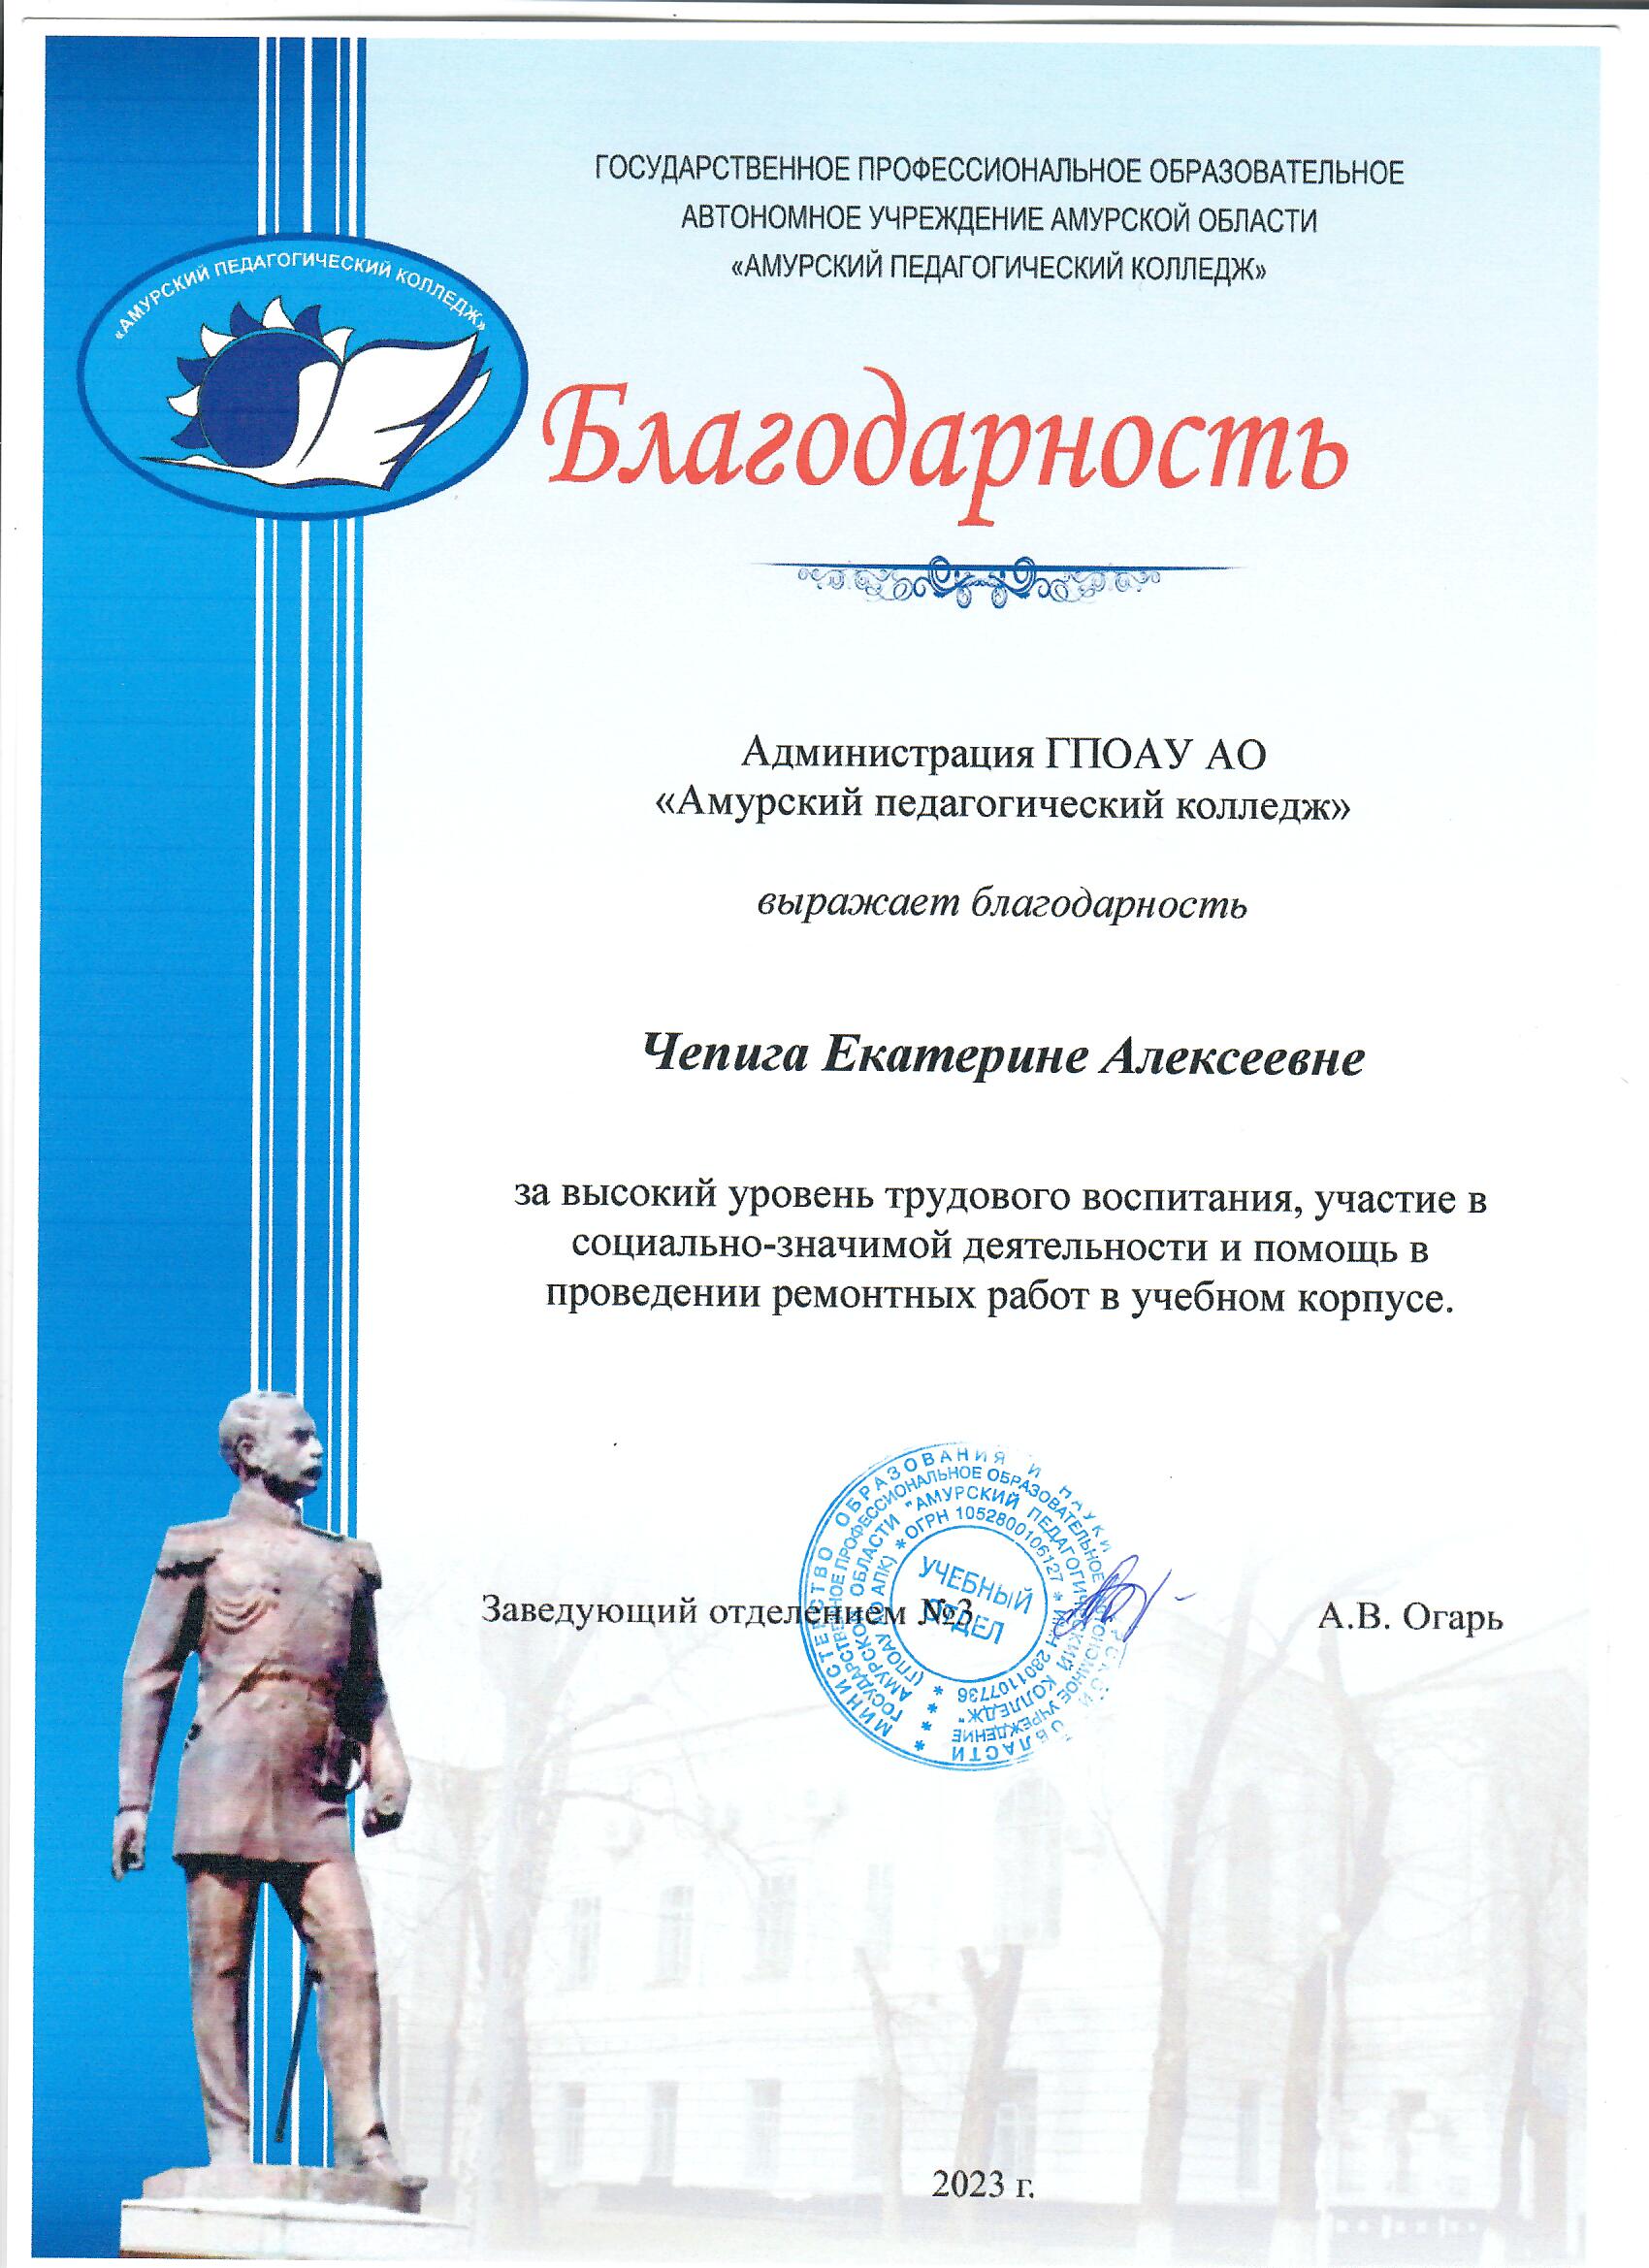 ГОСУДАРСТВЕННОЕ ПРОФЕССИОНАЛЬНОЕ ОБРАЗОВАТЕЛЬНОЕ
АВТОНОМНОЕ УЧРЕЖДЕНИЕ АМУРСКОЙ ОБЛАСТИ
«АМУРСКИЙ ПЕДАГОГИЧЕСКИЙ КОЛЛЕДЖ»
«АМУРСКИЙ ПЕДАГОГИЧЕСКИЙ КОЛЛЕДЖ»
Благодарность
Администрация ГПОАУ АО
«Амурский педагогический колледж»
выражает благодарность
Чепига Екатерине Алексеевне
за высокий уровень трудового воспитания, участие в
социально-значимой деятельности и помощь в
проведении ремонтных работ в учебном корпусе.
Заведующий отделением №3
А.В. Огарь
МИНИСТЕРСТВО ОБРАЗОВАНИЯ И НАУКИ ОБЛАСТИ
ГОСУДАРСТВЕННОЕ ПРОФЕССИОНАЛЬНОЕ ОБРАЗОВАТЕЛЬНОЕ АВТОНОМНОЕ УЧРЕЖДЕНИЕ
АМУРСКОЙ ОБЛАСТИ "АМУРСКИЙ ПЕДАГОГИЧЕСКИЙ КОЛЛЕДЖ"
(ГПОАУ АО АПК) * ОГРН 1052800106127 * ИНН 2801107736 *
УЧЕБНЫЙ
ОТДЕЛ
2023 г.